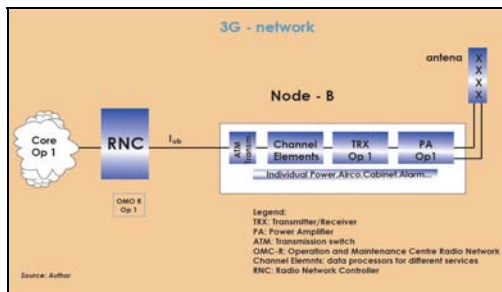 3G - network
antena
X
X
X
X
Node - B
Core
Op 1
RNC
Iub
ATM
Transmi
Channel
Elements
TRX
Op 1
PA
Op1
Individual Power,Airco,Cabinet,Alarm...
OMO R
Op 1
Legend:
TRX: Transmitter/Receiver
PA: Power Amplifier
ATM: Transmission switch
OMC-R: Operation and Maintenance Centre Radio Network
Channel Elemnts: data processors for different services
RNC: Radio Network Controller
Source: Author